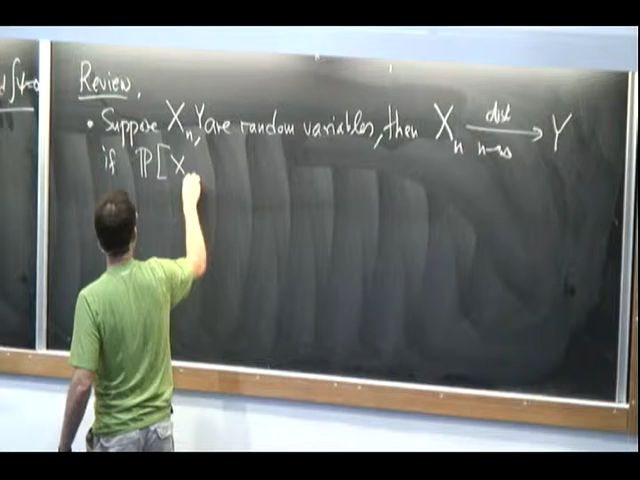 ∫
Review.
• Suppose Xₙ, Y are random variables, then Xₙ →(dist, n→∞) Y
if ℙ[X